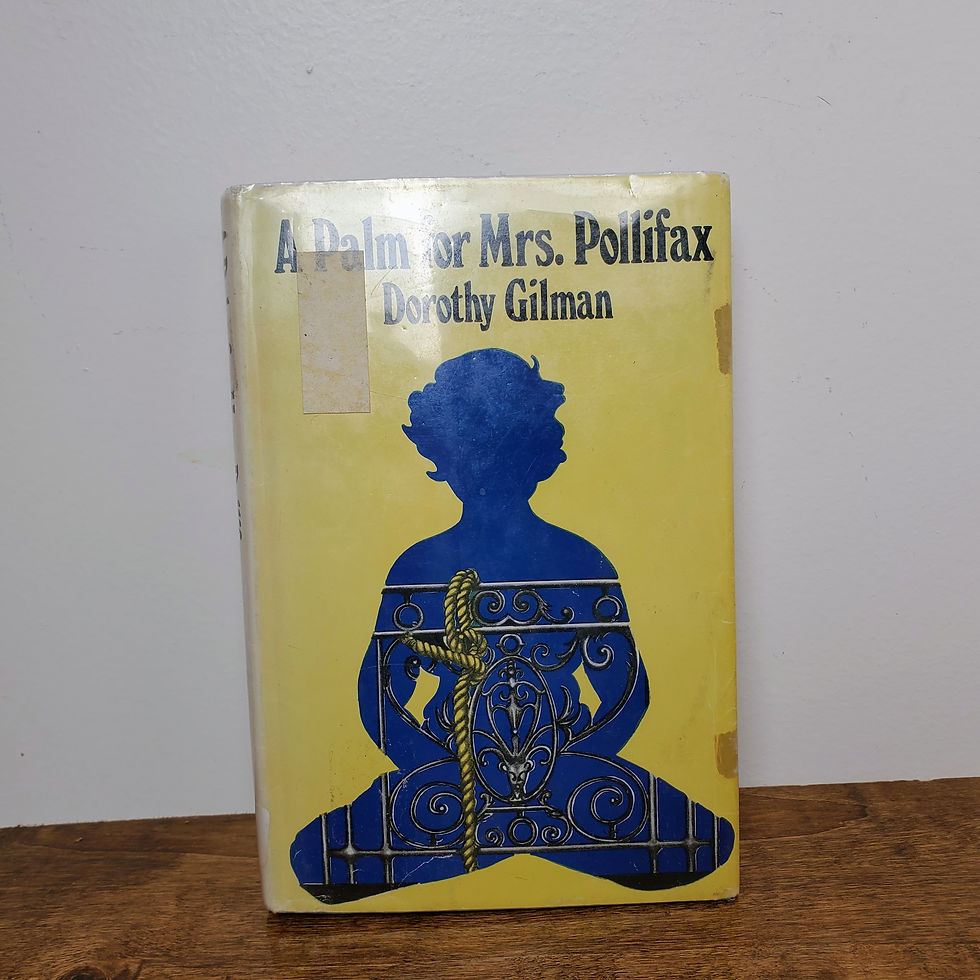 A Palm for Mrs. Pollifax
Dorothy Gilman